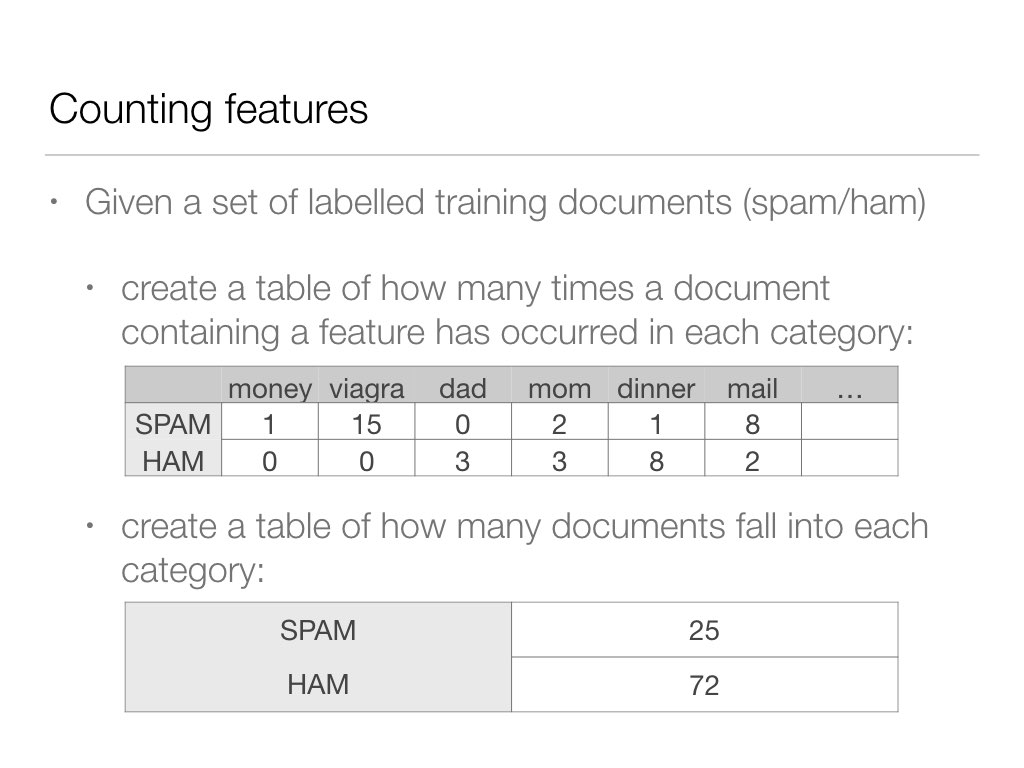 Counting features
• Given a set of labelled training documents (spam/ham)
• create a table of how many times a document
containing a feature has occurred in each category:
money viagra dad mom dinner mail …
SPAM 1 15 0 2 1 8
HAM 0 0 3 3 8 2
• create a table of how many documents fall into each
category:
SPAM 25
HAM 72